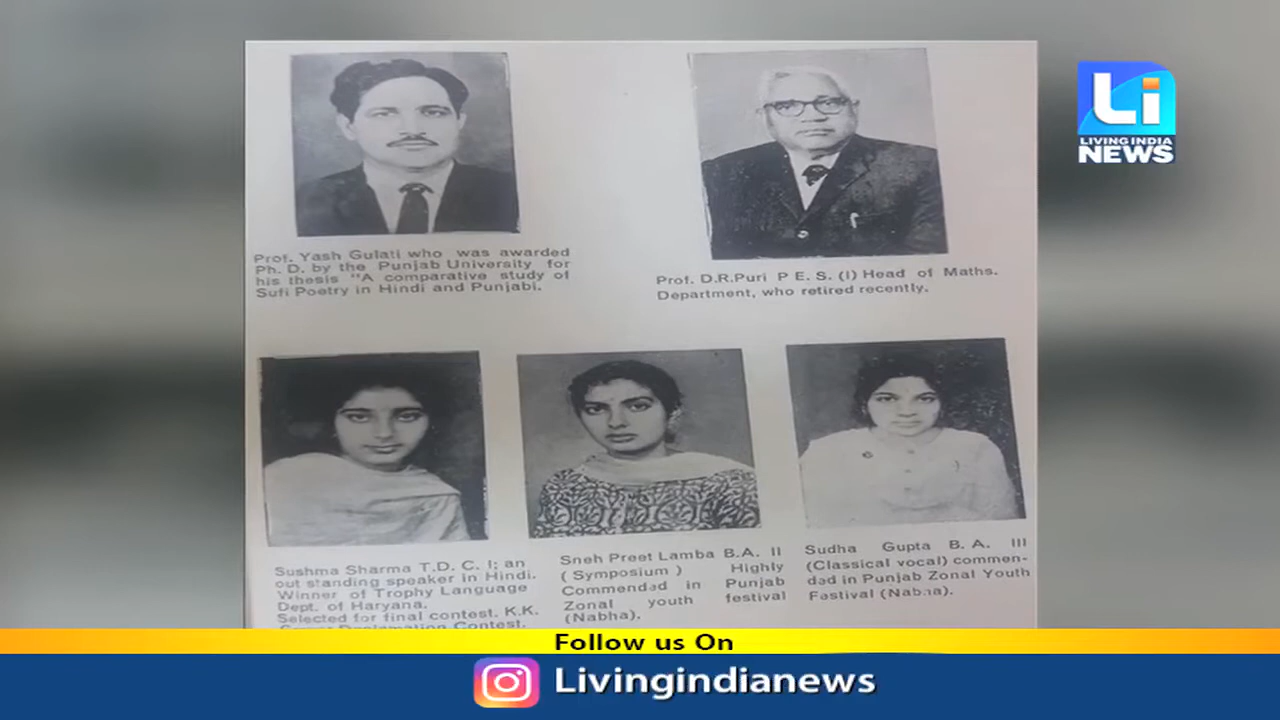 Li
LIVING INDIA
NEWS
Prof. Yash Gulati who was awarded
Ph. D. by the Punjab University for
his thesis "A comparative study of
Sufi Poetry in Hindi and Punjabi.
Prof. D.R.Puri P E. S. (I) Head of Maths.
Department, who retired recently.
Sushma Sharma T.D. C. I; an
out standing speaker in Hindi.
Winner of Trophy Language
Dept. of Haryana.
Selected for final contest. K.K.
Declamation Contest.
Sneh Preet Lamba B.A. II
( Symposium ) Highly
Commended in Punjab
Zonal youth festival
(Nabha).
Sudha Gupta B. A. III
(Classical vocal) commen-
ded in Punjab Zonal Youth
Festival (Nabha).
Follow us On
Livingindianews